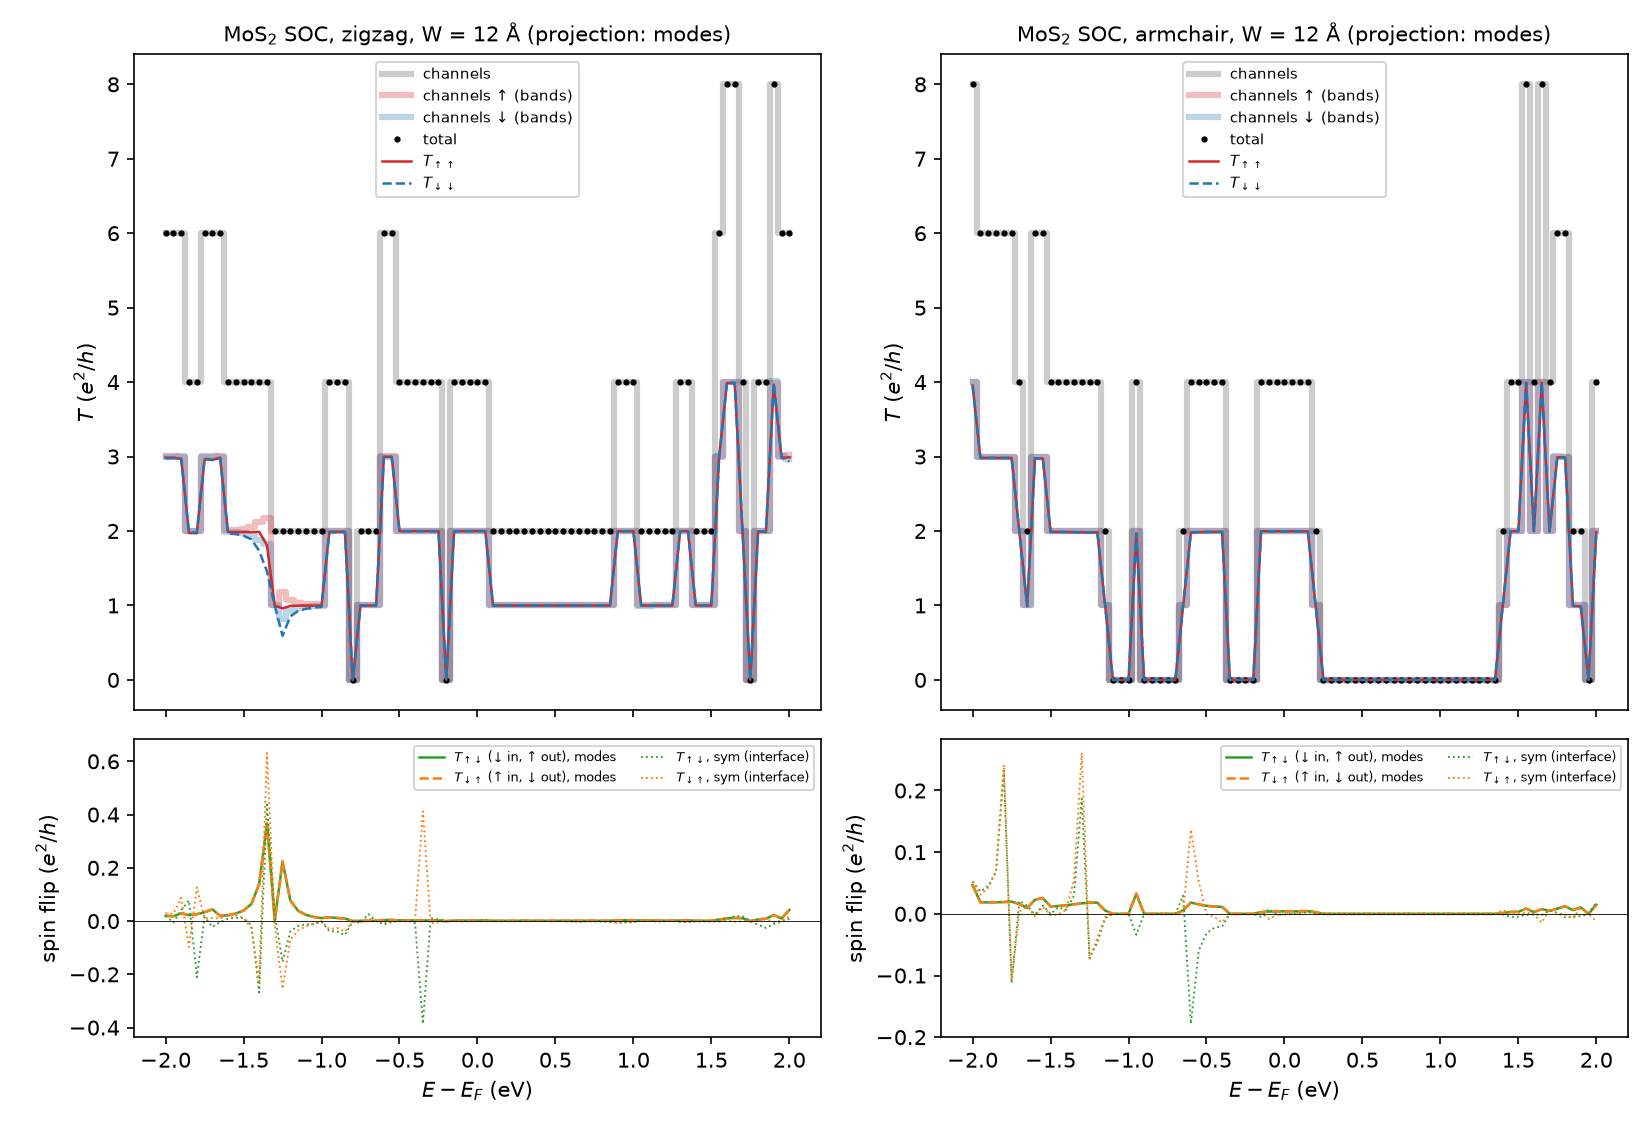 MoS₂ SOC, zigzag, W = 12 Å (projection: modes)
channels
channels ↑ (bands)
channels ↓ (bands)
total
T↑↑
T↓↓
8
7
6
5
4
3
2
1
0
T (e²/h)
MoS₂ SOC, armchair, W = 12 Å (projection: modes)
channels
channels ↑ (bands)
channels ↓ (bands)
total
T↑↑
T↓↓
8
7
6
5
4
3
2
1
0
T (e²/h)
T↑↓ (↓ in, ↑ out), modes
T↓↑ (↑ in, ↓ out), modes
T↑↓, sym (interface)
T↓↑, sym (interface)
0.6
0.4
0.2
0.0
−0.2
−0.4
spin flip (e²/h)
−2.0 −1.5 −1.0 −0.5 0.0 0.5 1.0 1.5 2.0
E − E_F (eV)
T↑↓ (↓ in, ↑ out), modes
T↓↑ (↑ in, ↓ out), modes
T↑↓, sym (interface)
T↓↑, sym (interface)
0.2
0.1
0.0
−0.1
−0.2
spin flip (e²/h)
−2.0 −1.5 −1.0 −0.5 0.0 0.5 1.0 1.5 2.0
E − E_F (eV)